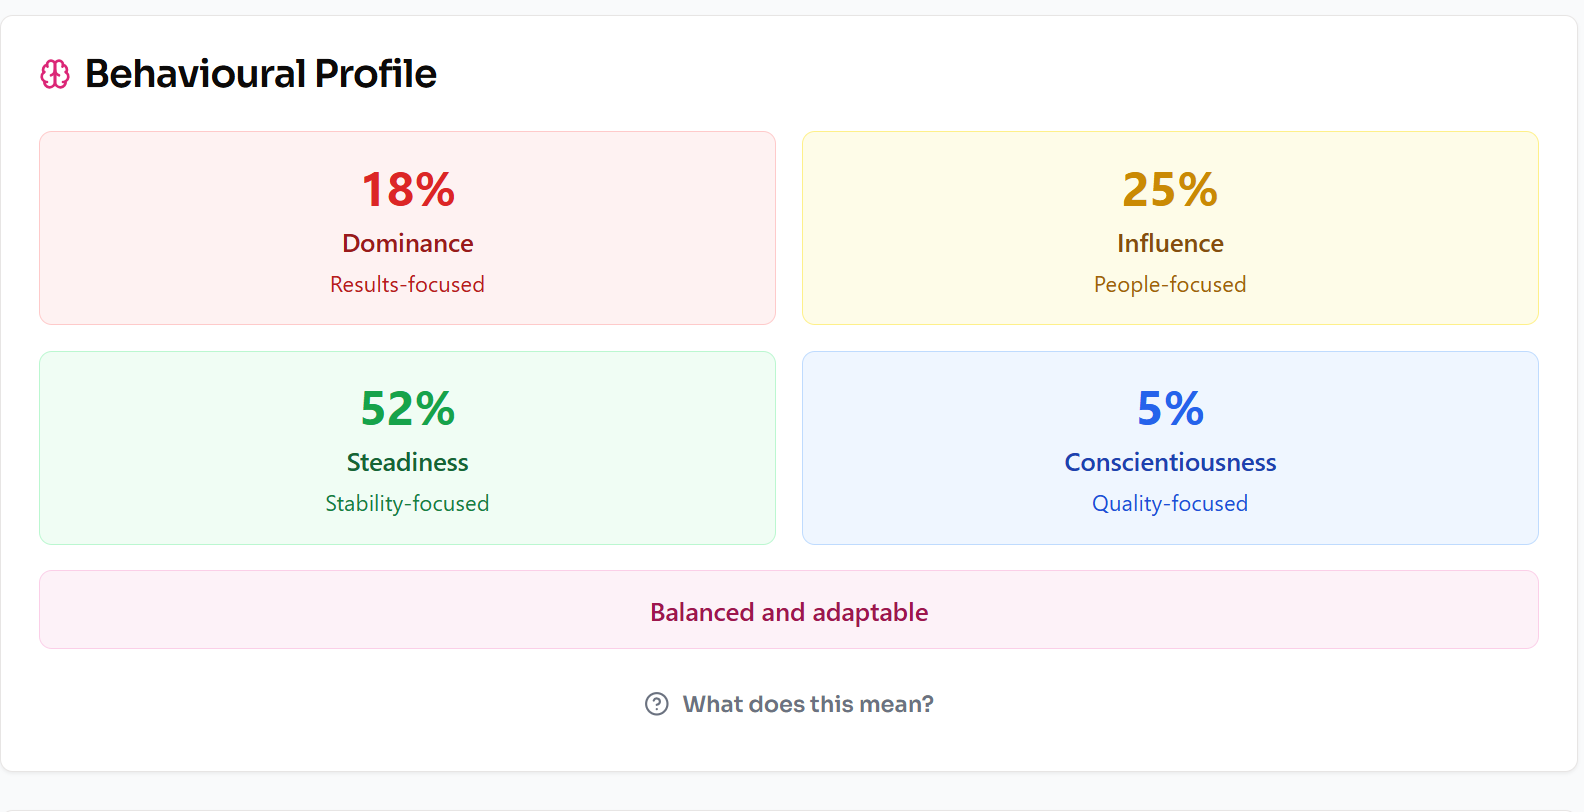 Behavioural Profile
18%
Dominance
Results-focused
25%
Influence
People-focused
52%
Steadiness
Stability-focused
5%
Conscientiousness
Quality-focused
Balanced and adaptable
What does this mean?